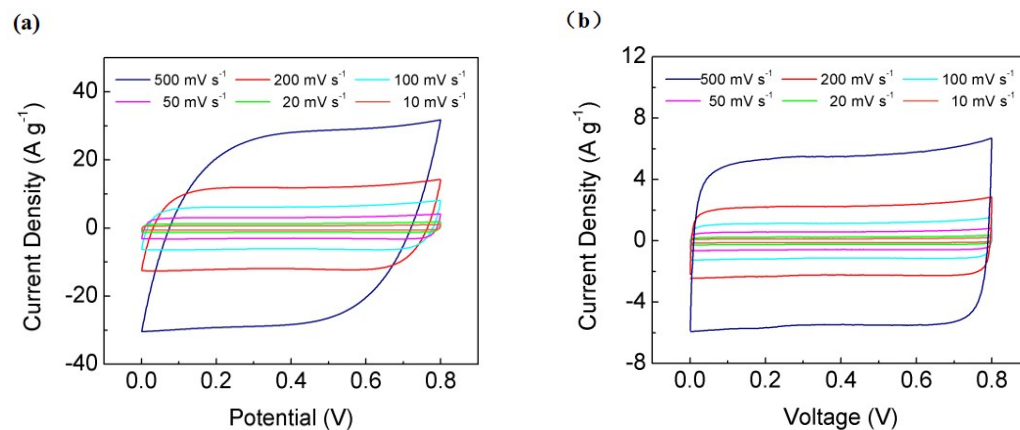 (a)
500 mV s⁻¹ 200 mV s⁻¹ 100 mV s⁻¹
50 mV s⁻¹ 20 mV s⁻¹ 10 mV s⁻¹
40
20
0
-20
-40
Current Density (A g⁻¹)
0.0 0.2 0.4 0.6 0.8
Potential (V)
(b)
500 mV s⁻¹ 200 mV s⁻¹ 100 mV s⁻¹
50 mV s⁻¹ 20 mV s⁻¹ 10 mV s⁻¹
12
8
4
0
-4
-8
Current Density (A g⁻¹)
0.0 0.2 0.4 0.6 0.8
Voltage (V)